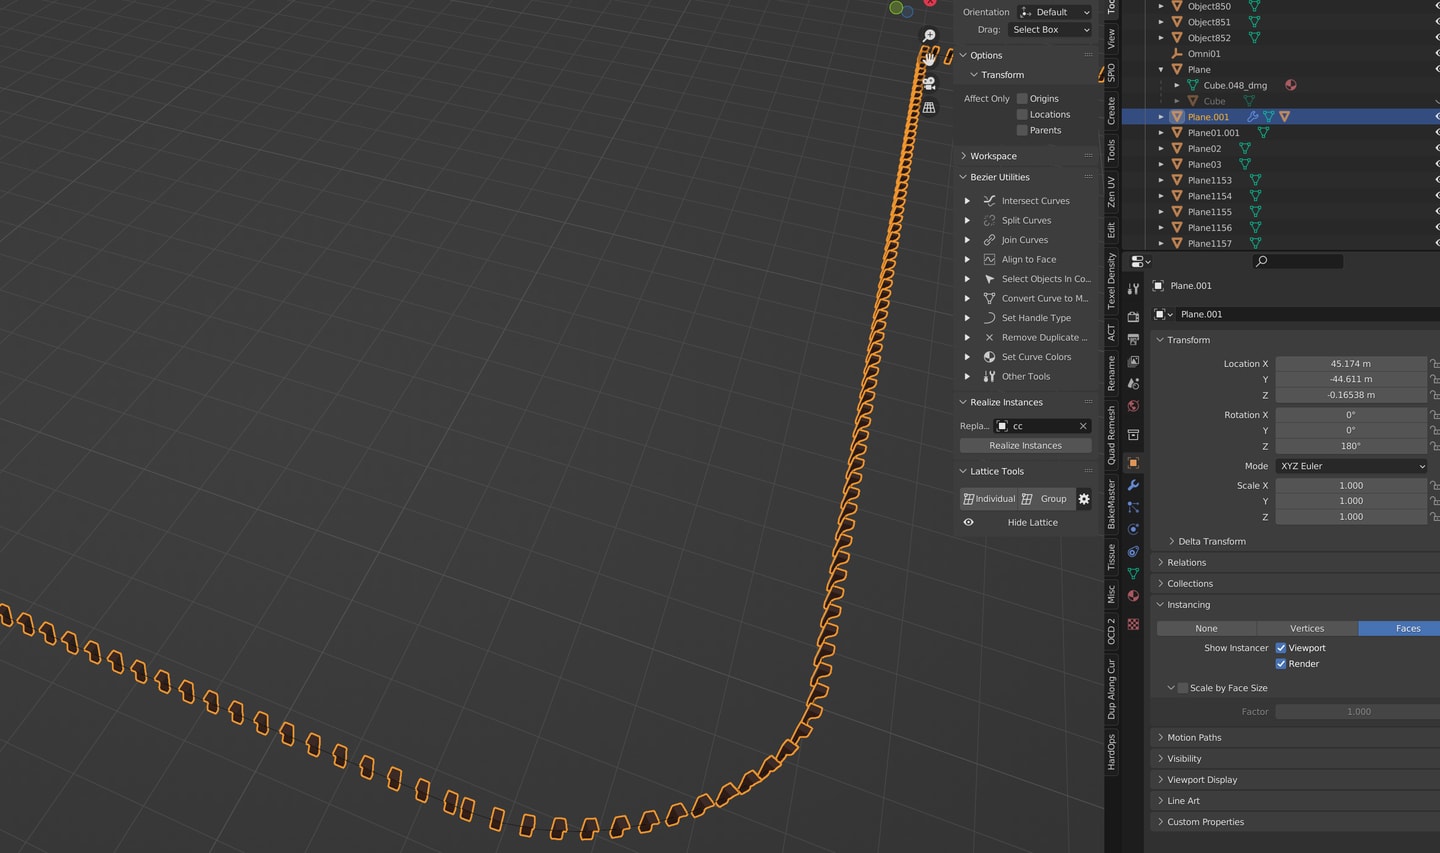 Orientation Default
Drag: Select Box
Options
Transform
Affect Only Origins
Locations
Parents
Workspace
Bezier Utilities
Intersect Curves
Split Curves
Join Curves
Align to Face
Select Objects In Co...
Convert Curve to M...
Set Handle Type
Remove Duplicate ...
Set Curve Colors
Other Tools
Realize Instances
Repla... cc
Realize Instances
Lattice Tools
Individual Group
Hide Lattice
View
SPIO
Create
Tools
Zen UV
Edit
Texel Density
ACT
Rename
Quad Remesh
BakeMaster
Tissue
Misc
OCD 2
Dup Along Cur
HardOps
Object850
Object851
Object852
Omni01
Plane
Cube.048_dmg
Cube
Plane.001
Plane01.001
Plane02
Plane03
Plane1153
Plane1154
Plane1155
Plane1156
Plane1157
Plane.001
Plane.001
Transform
Location X 45.174 m
Y -44.611 m
Z -0.16538 m
Rotation X 0°
Y 0°
Z 180°
Mode XYZ Euler
Scale X 1.000
Y 1.000
Z 1.000
Delta Transform
Relations
Collections
Instancing
None Vertices Faces
Show Instancer Viewport
Render
Scale by Face Size
Factor 1.000
Motion Paths
Visibility
Viewport Display
Line Art
Custom Properties